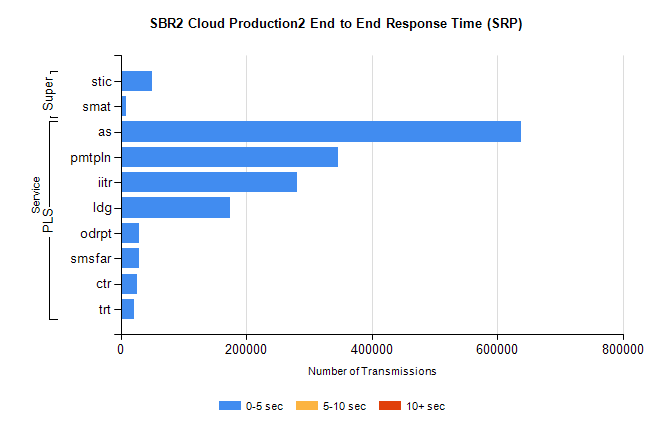 SBR2 Cloud Production2 End to End Response Time (SRP)
Service
Super
PLS
stic
smat
as
pmtpln
iitr
ldg
odrpt
smsfar
ctr
trt
0 200000 400000 600000 800000
Number of Transmissions
0-5 sec 5-10 sec 10+ sec